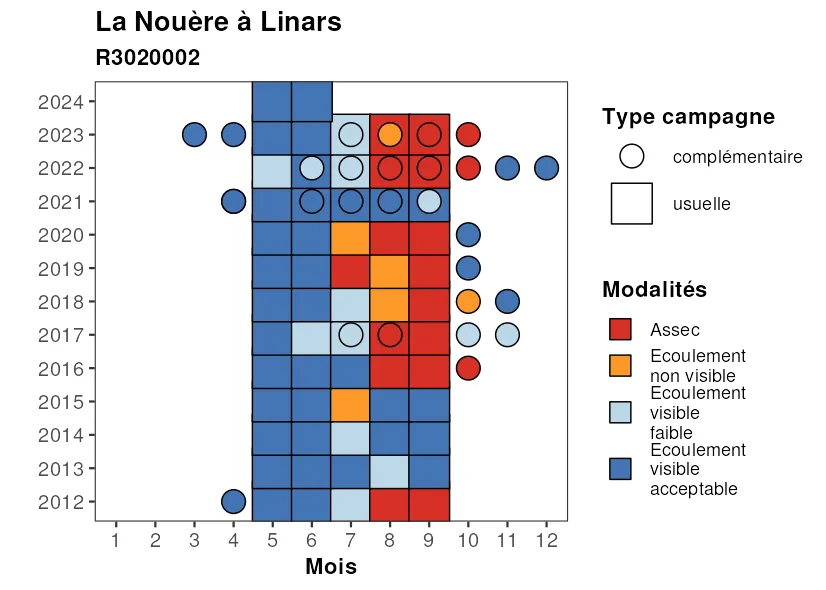 La Nouère à Linars
R3020002
2024
2023
2022
2021
2020
2019
2018
2017
2016
2015
2014
2013
2012
1 2 3 4 5 6 7 8 9 10 11 12
Mois
Type campagne
complémentaire
usuelle
Modalités
Assec
Ecoulement
non visible
Ecoulement
visible
faible
Ecoulement
visible
acceptable